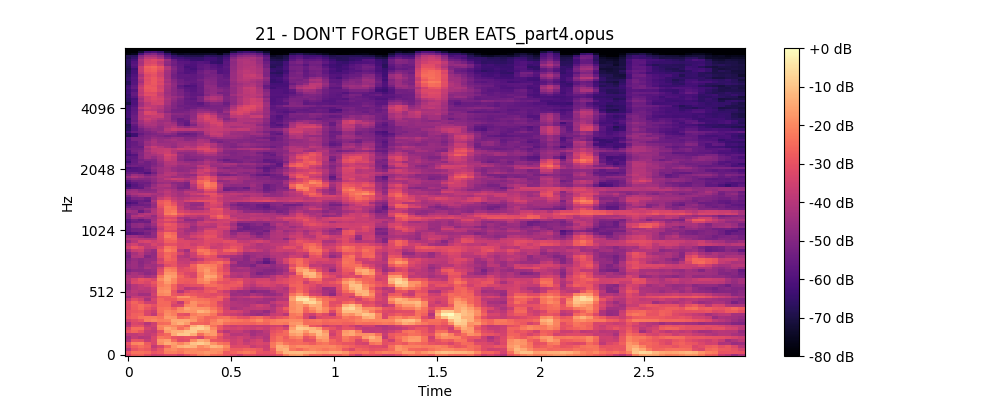 21 - DON'T FORGET UBER EATS_part4.opus
Hz
4096
2048
1024
512
0
0 0.5 1 1.5 2 2.5
Time
+0 dB
-10 dB
-20 dB
-30 dB
-40 dB
-50 dB
-60 dB
-70 dB
-80 dB